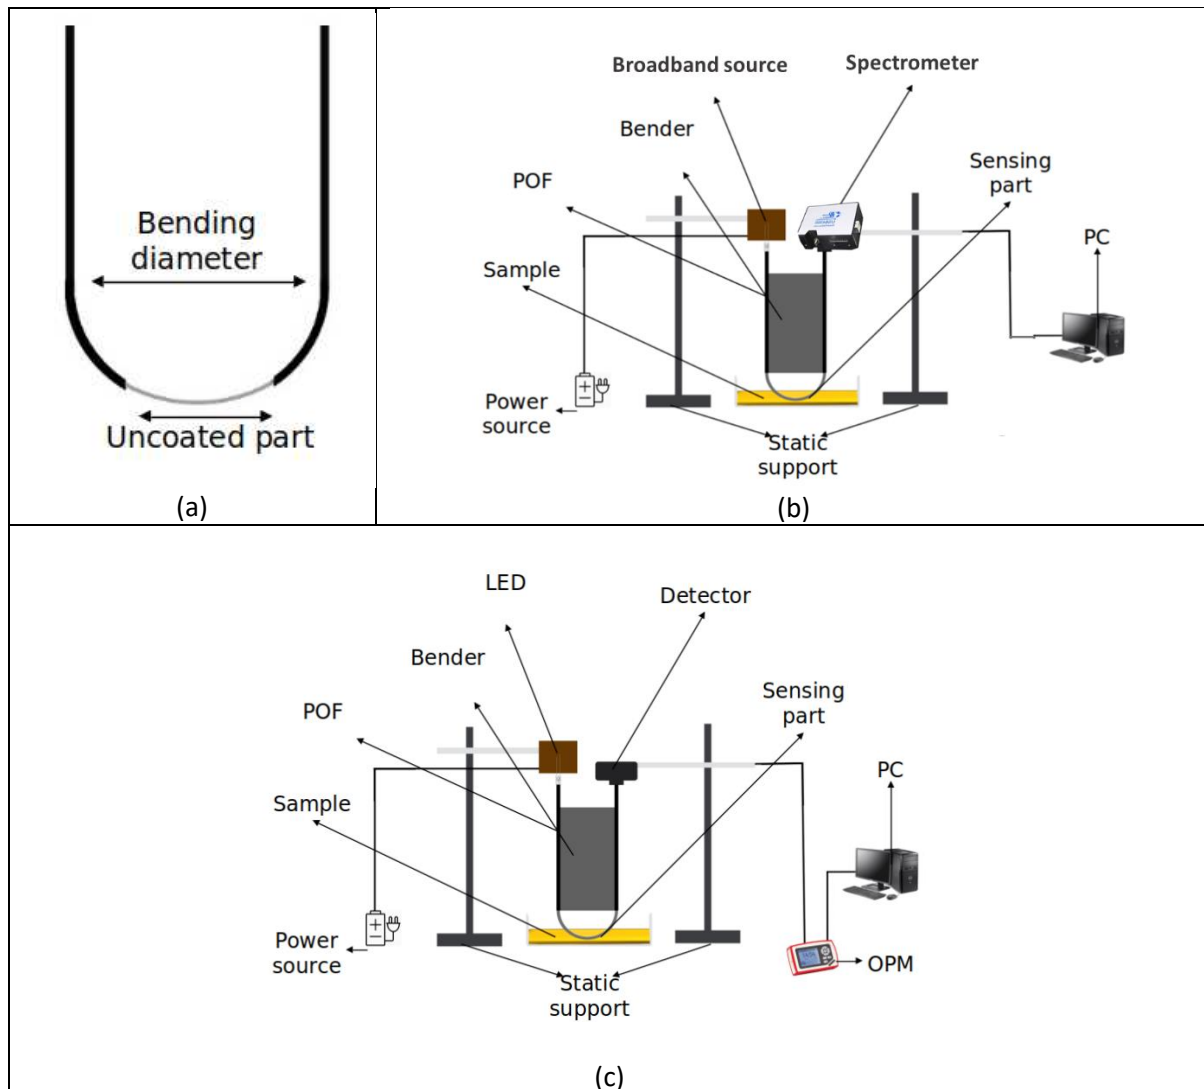 Bending
diameter
Uncoated part
(a)
Broadband source
Spectrometer
Bender
Sensing
part
POF
PC
Sample
Power
source
Static
support
(b)
LED
Detector
Bender
Sensing
part
POF
PC
Sample
Power
source
OPM
Static
support
(c)